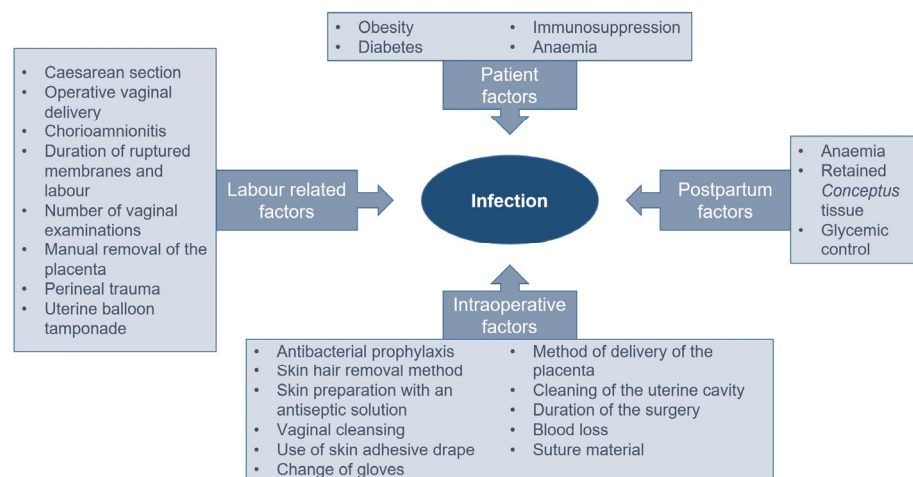 • Obesity
• Diabetes
• Immunosuppression
• Anaemia
Patient
factors
• Caesarean section
• Operative vaginal
delivery
• Chorioamnionitis
• Duration of ruptured
membranes and
labour
• Number of vaginal
examinations
• Manual removal of the
placenta
• Perineal trauma
• Uterine balloon
tamponade
Labour related
factors
Infection
Postpartum
factors
• Anaemia
• Retained
Conceptus
tissue
• Glycemic
control
Intraoperative
factors
• Antibacterial prophylaxis
• Skin hair removal method
• Skin preparation with an
antiseptic solution
• Vaginal cleansing
• Use of skin adhesive drape
• Change of gloves
• Method of delivery of the
placenta
• Cleaning of the uterine cavity
• Duration of the surgery
• Blood loss
• Suture material